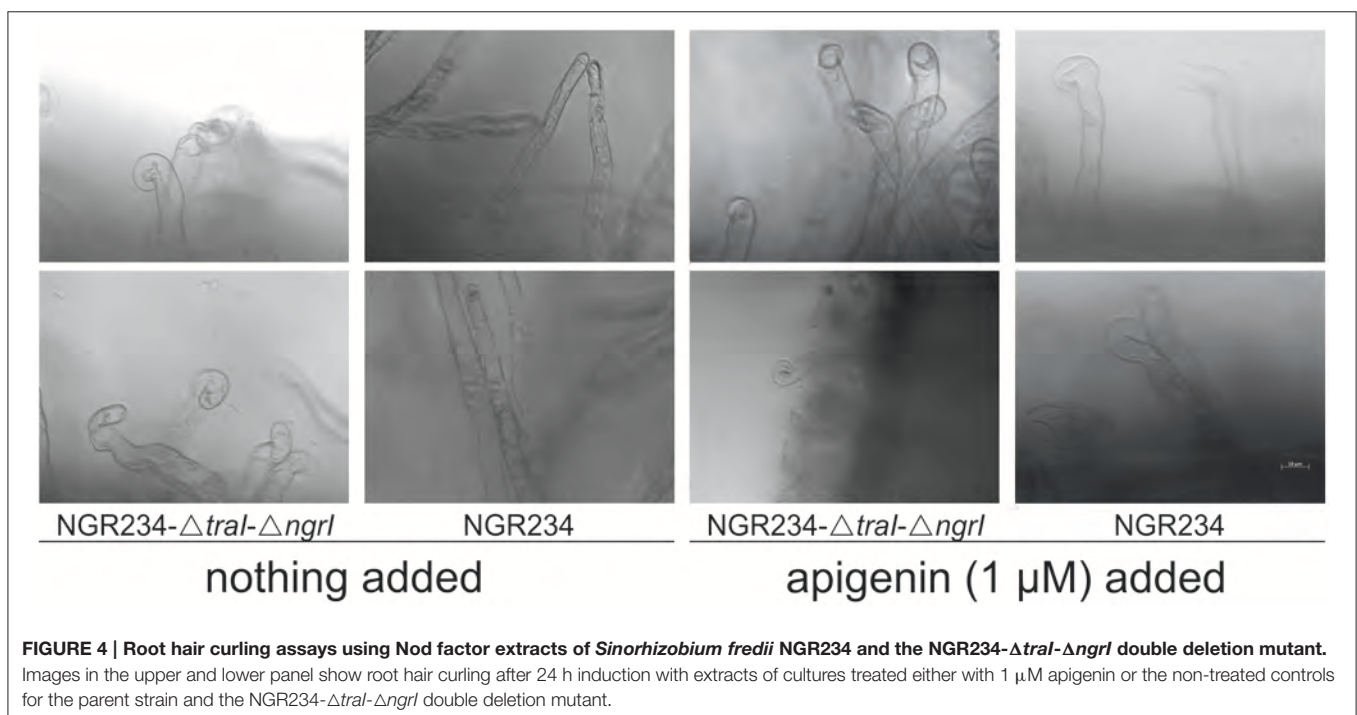 NGR234-△traI-△ngrI NGR234 NGR234-△traI-△ngrI NGR234
nothing added apigenin (1 μM) added
FIGURE 4 | Root hair curling assays using Nod factor extracts of Sinorhizobium fredii NGR234 and the NGR234-ΔtraI-ΔngrI double deletion mutant.
Images in the upper and lower panel show root hair curling after 24 h induction with extracts of cultures treated either with 1 μM apigenin or the non-treated controls
for the parent strain and the NGR234-△traI-△ngrI double deletion mutant.